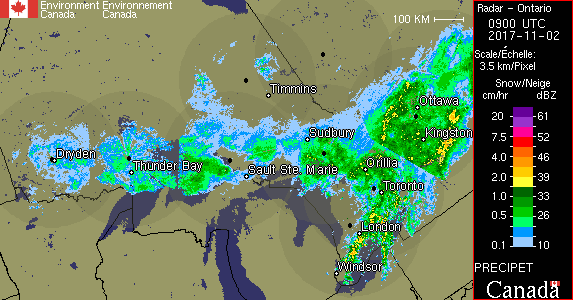 Environment Environnement
Canada Canada
100 KM
Timmins
Ottawa
Sudbury
Kingston
Dryden
Thunder Bay
Sault Ste. Marie
Orillia
Toronto
London
Windsor
Radar - Ontario
0900 UTC
2017-11-02
Scale/Échelle:
3.5 km/Pixel
Snow/Neige
cm/hr dBZ
20 61
7.5 52
4.0 46
2.0 39
1.0 33
0.5 26
0.1 10
PRECIPET
Canada